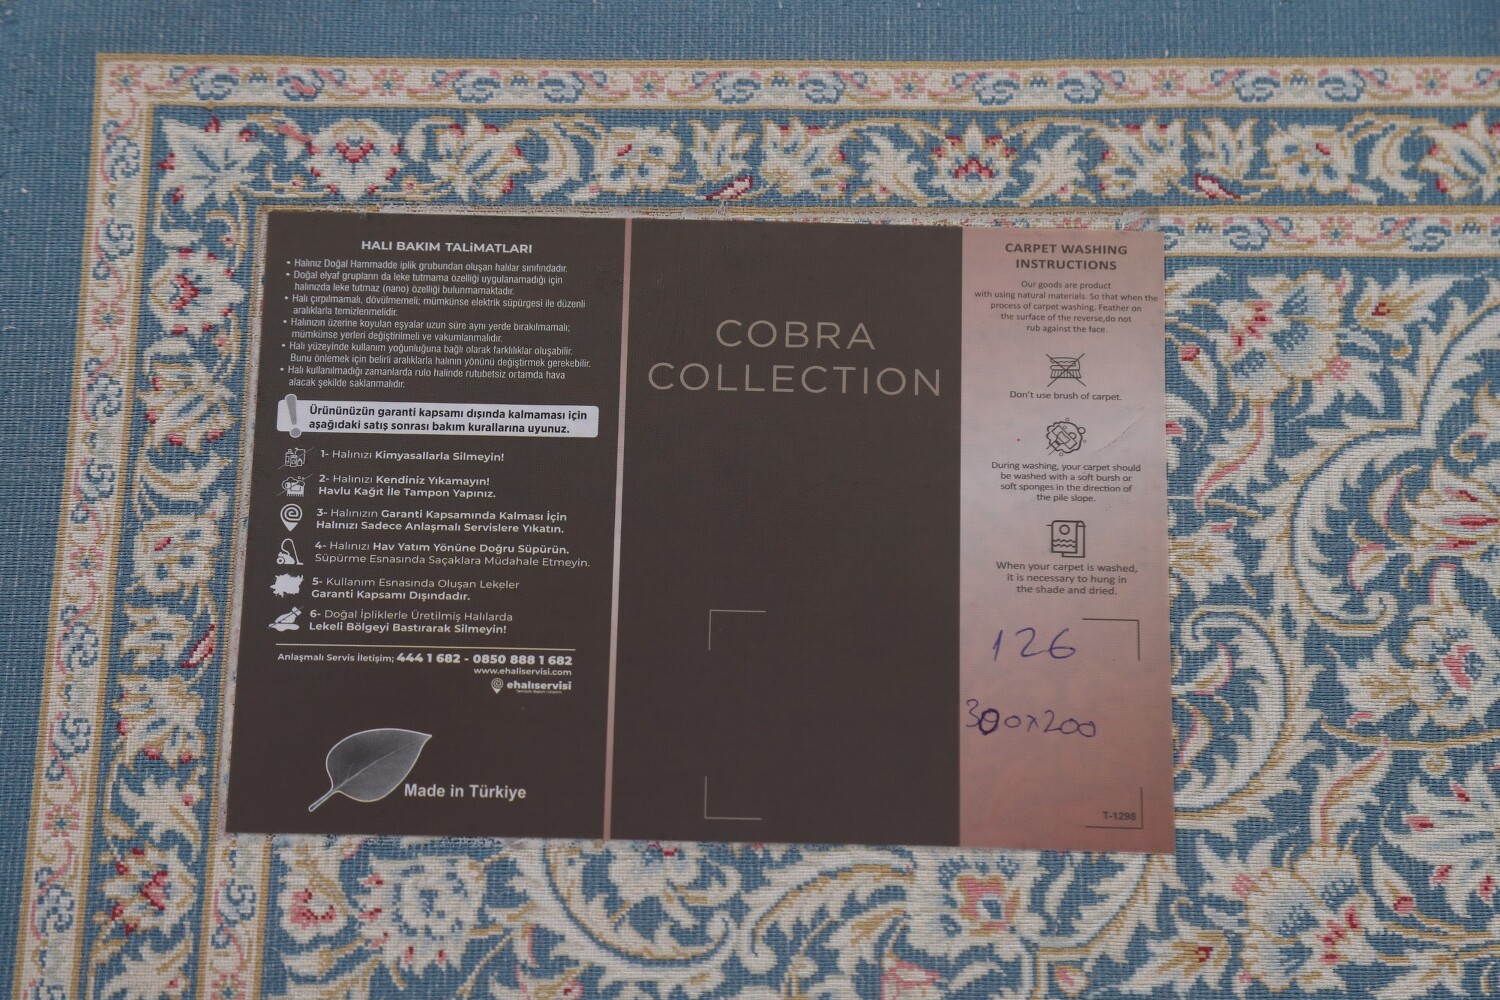 HALI BAKIM TALiMATLARI
• Halınız Doğal Hammadde iplik grubundan oluşan halılar sınıfındadır.
• Doğal elyaf grupların da leke tutmama özelliği uygulanamadığı için
halınızda leke tutmaz (nano) özelliği bulunmamaktadır.
• Halı çırpılmamalı, dövülmemeli; mümkünse elektrik süpürgesi ile düzenli
aralıklarla temizlenmelidir.
• Halınızın üzerine koyulan eşyalar uzun süre aynı yerde bırakılmamalı;
mümkünse yerleri değiştirilmeli ve vakumlanmalıdır.
• Halı yüzeyinde kullanım yoğunluğuna bağlı olarak farklılıklar oluşabilir.
Bunu önlemek için belirli aralıklarla halının yönünü değiştirmek gerekebilir.
• Halı kullanılmadığı zamanlarda rulo halinde rutubetsiz ortamda hava
alacak şekilde saklanmalıdır.
Ürününüzün garanti kapsamı dışında kalmaması için
aşağıdaki satış sonrası bakım kurallarına uyunuz.
1- Halınızı Kimyasallarla Silmeyin!
2- Halınızı Kendiniz Yıkamayın!
Havlu Kağıt İle Tampon Yapınız.
3- Halınızın Garanti Kapsamında Kalması İçin
Halınızı Sadece Anlaşmalı Servislere Yıkatın.
4- Halınızı Hav Yatım Yönüne Doğru Süpürün.
Süpürme Esnasında Saçaklara Müdahale Etmeyin.
5- Kullanım Esnasında Oluşan Lekeler
Garanti Kapsamı Dışındadır.
6- Doğal İpliklerle Üretilmiş Halılarda
Lekeli Bölgeyi Bastırarak Silmeyin!
Anlaşmalı Servis İletişim; 444 1 682 - 0850 888 1 682
www.ehaliservisi.com
ehalıservisi
Made in Türkiye
COBRA
COLLECTION
CARPET WASHING
INSTRUCTIONS
Our goods are product
with using natural materials. So that when the
process of carpet washing. Feather on
the surface of the reverse,do not
rub against the face.
Don't use brush of carpet.
During washing, your carpet should
be washed with a soft bursh or
soft sponges in the direction of
the pile slope.
When your carpet is washed,
it is necessary to hung in
the shade and dried.
126
300x200
T-1298